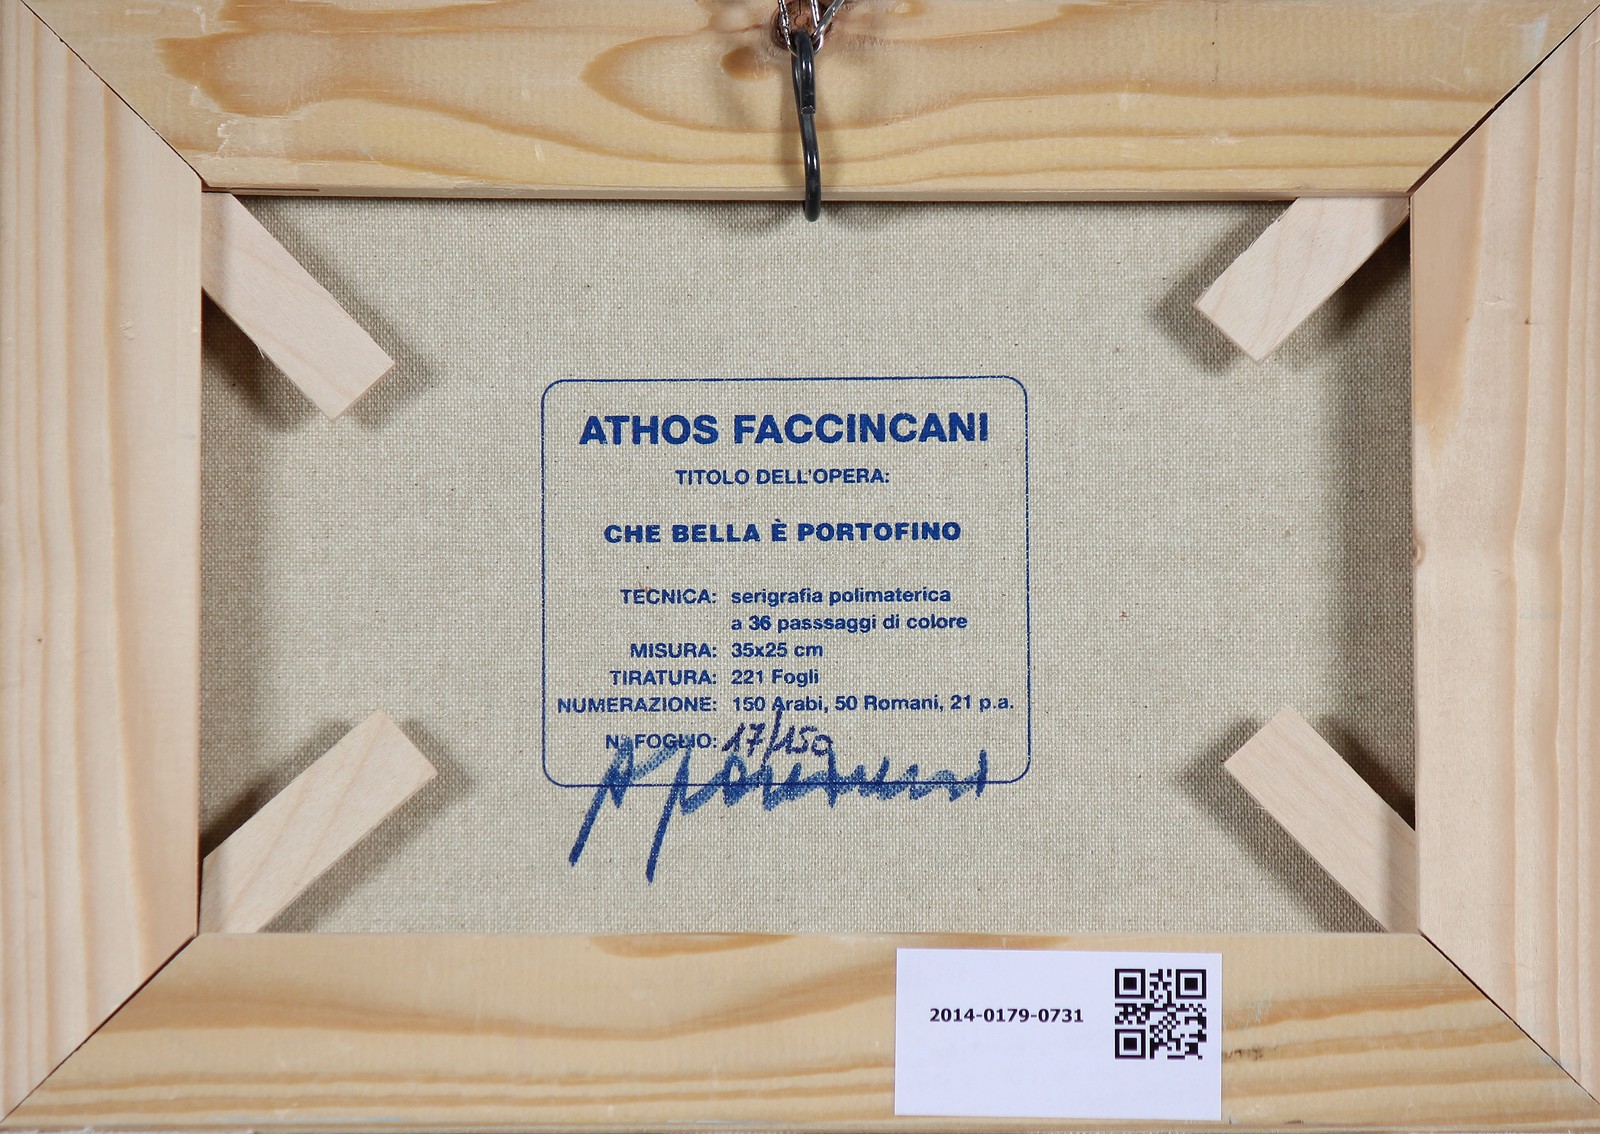 ATHOS FACCINCANI
TITOLO DELL'OPERA:
CHE BELLA È PORTOFINO
TECNICA: serigrafia polimaterica
a 36 passsaggi di colore
MISURA: 35x25 cm
TIRATURA: 221 Fogli
NUMERAZIONE: 150 Arabi, 50 Romani, 21 p.a.
N° FOGLIO: 17/150
2014-0179-0731